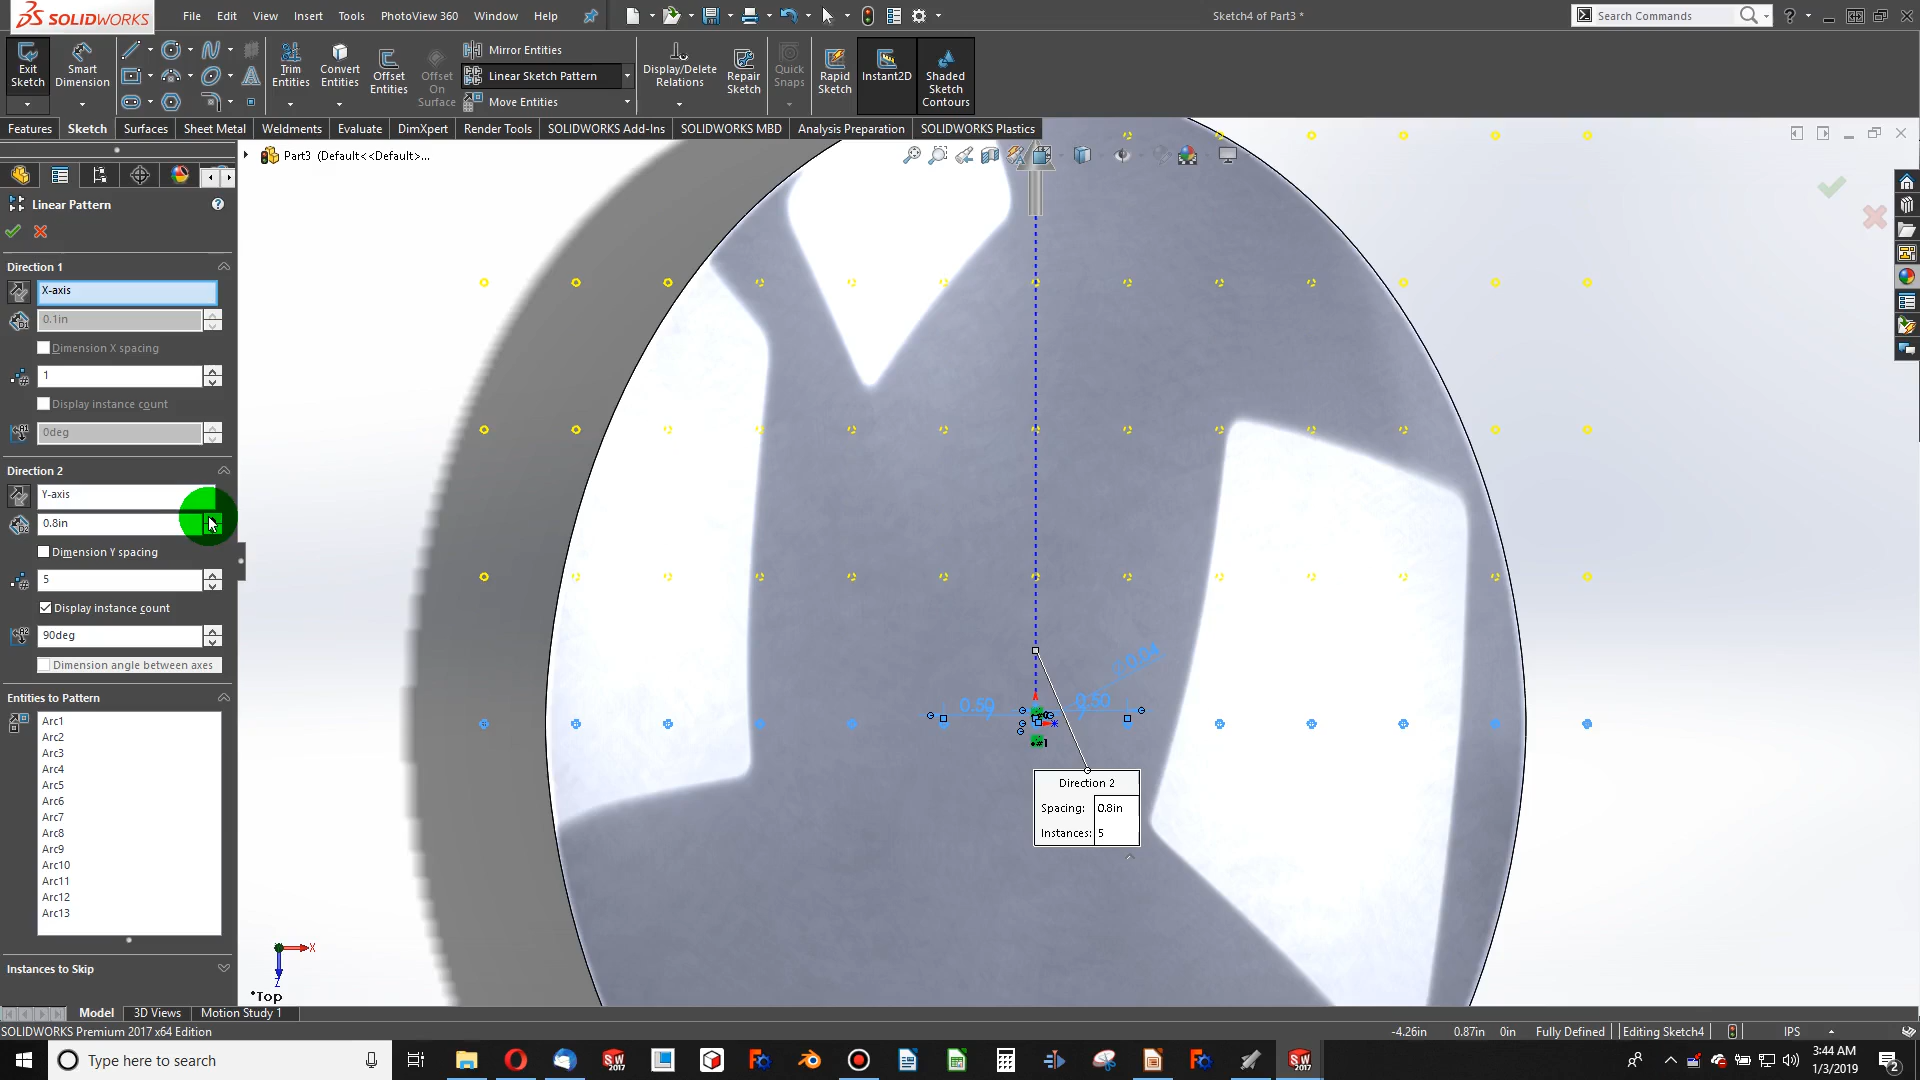 SOLIDWORKS
File Edit View Insert Tools PhotoView 360 Window Help
Sketch4 of Part3 *
Search Commands
Exit Sketch
Smart Dimension
Trim Entities
Convert Entities
Offset Entities
Offset On Surface
Mirror Entities
Linear Sketch Pattern
Move Entities
Display/Delete Relations
Repair Sketch
Quick Snaps
Rapid Sketch
Instant2D
Shaded Sketch Contours
Features Sketch Surfaces Sheet Metal Weldments Evaluate DimXpert Render Tools SOLIDWORKS Add-Ins SOLIDWORKS MBD Analysis Preparation SOLIDWORKS Plastics
Part3 (Default<<Default>...
Linear Pattern
Direction 1
X-axis
0.1in
Dimension X spacing
1
Display instance count
0deg
Direction 2
Y-axis
0.8in
Dimension Y spacing
5
Display instance count
90deg
Dimension angle between axes
Entities to Pattern
Arc1
Arc2
Arc3
Arc4
Arc5
Arc6
Arc7
Arc8
Arc9
Arc10
Arc11
Arc12
Arc13
Instances to Skip
0.50
0.50
Direction 2
Spacing: 0.8in
Instances: 5
X
Z
*Top
Model 3D Views Motion Study 1
SOLIDWORKS Premium 2017 x64 Edition
-4.26in 0.87in 0in Fully Defined Editing Sketch4 IPS
Type here to search
3:44 AM
1/3/2019
2